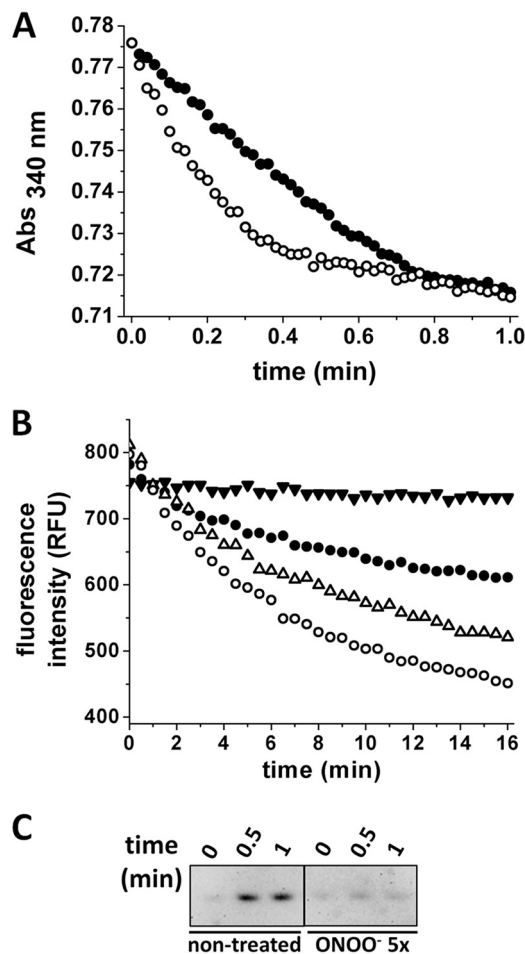 A
0.78
0.77
0.76
0.75
0.74
0.73
0.72
0.71
Abs 340 nm
0.0 0.2 0.4 0.6 0.8 1.0
time (min)
B
800
700
600
500
400
fluorescence
intensity (RFU)
0 2 4 6 8 10 12 14 16
time (min)
C
time
(min)
0 0.5 1 0 0.5 1
non-treated ONOO⁻ 5x